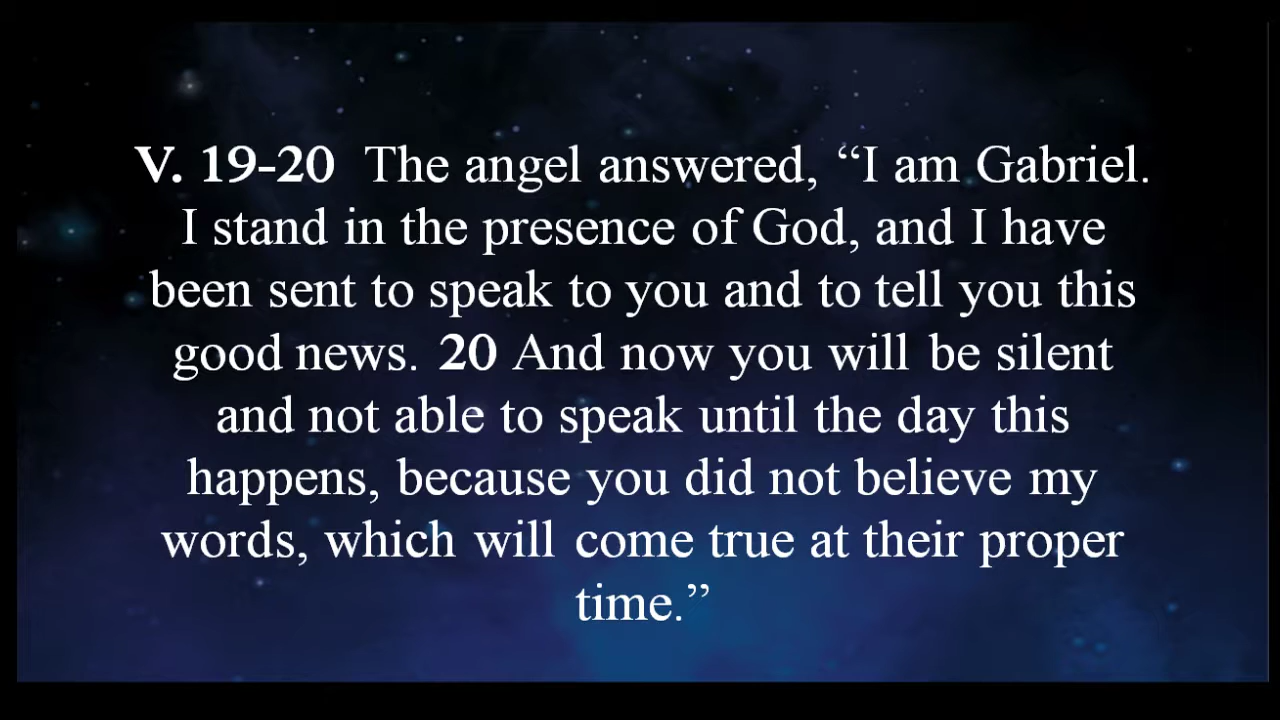 V. 19-20 The angel answered, “I am Gabriel.
I stand in the presence of God, and I have
been sent to speak to you and to tell you this
good news. 20 And now you will be silent
and not able to speak until the day this
happens, because you did not believe my
words, which will come true at their proper
time.”